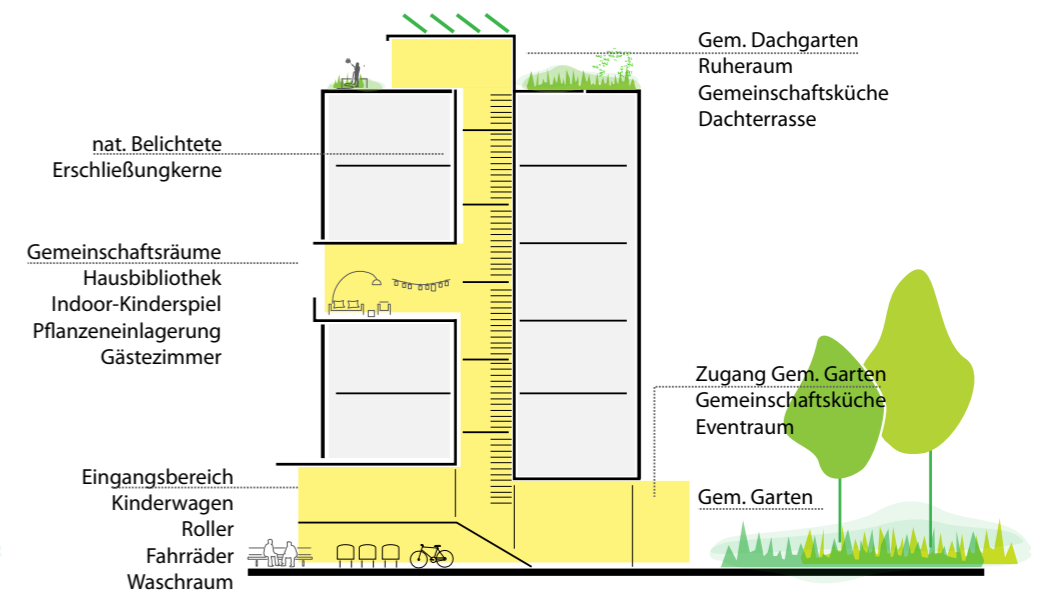 Gem. Dachgarten
Ruheraum
Gemeinschaftsküche
Dachterrasse
nat. Belichtete
Erschließungkerne
Gemeinschaftsräume
Hausbibliothek
Indoor-Kinderspiel
Pflanzeneinlagerung
Gästezimmer
Zugang Gem. Garten
Gemeinschaftsküche
Eventraum
Eingangsbereich
Kinderwagen
Roller
Fahrräder
Waschraum
Gem. Garten